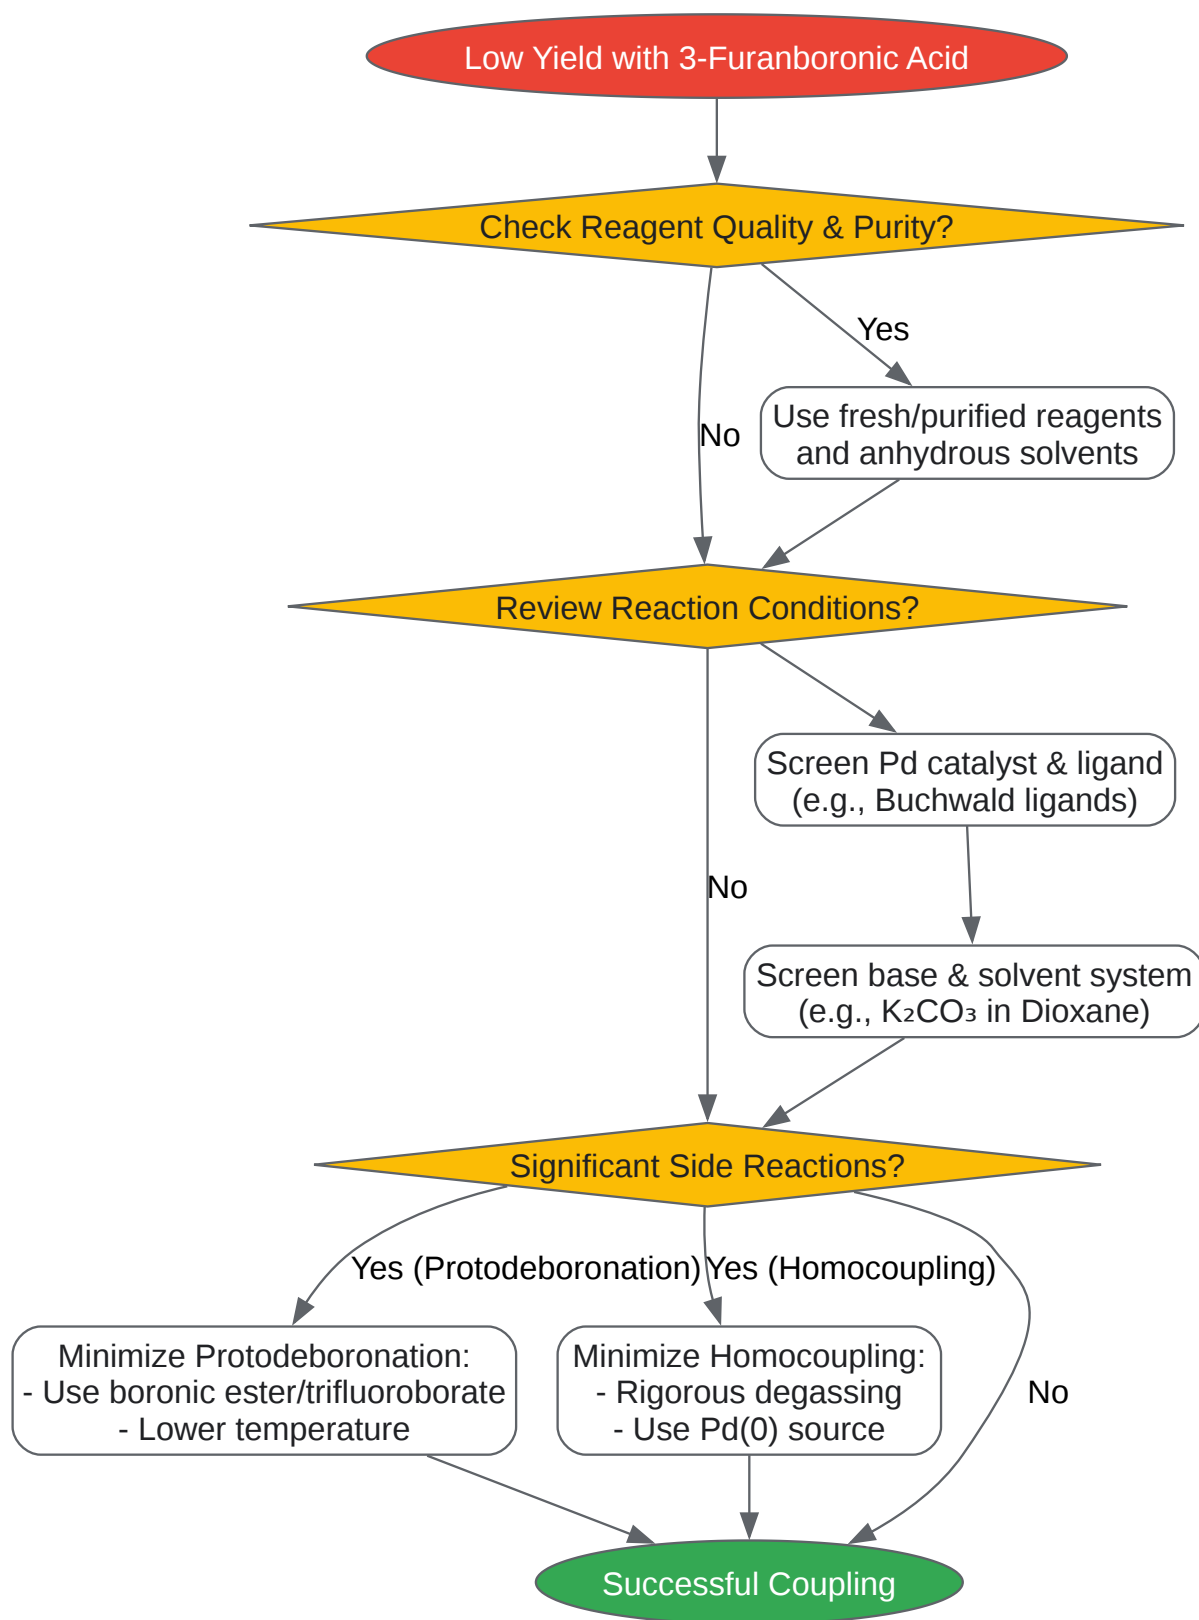 Low Yield with 3-Furanboronic Acid
Check Reagent Quality & Purity?
Yes
Use fresh/purified reagents
and anhydrous solvents
No
Review Reaction Conditions?
Screen Pd catalyst & ligand
(e.g., Buchwald ligands)
No
Screen base & solvent system
(e.g., K₂CO₃ in Dioxane)
Significant Side Reactions?
Yes (Protodeboronation)
Yes (Homocoupling)
Minimize Protodeboronation:
- Use boronic ester/trifluoroborate
- Lower temperature
Minimize Homocoupling:
- Rigorous degassing
- Use Pd(0) source
No
Successful Coupling